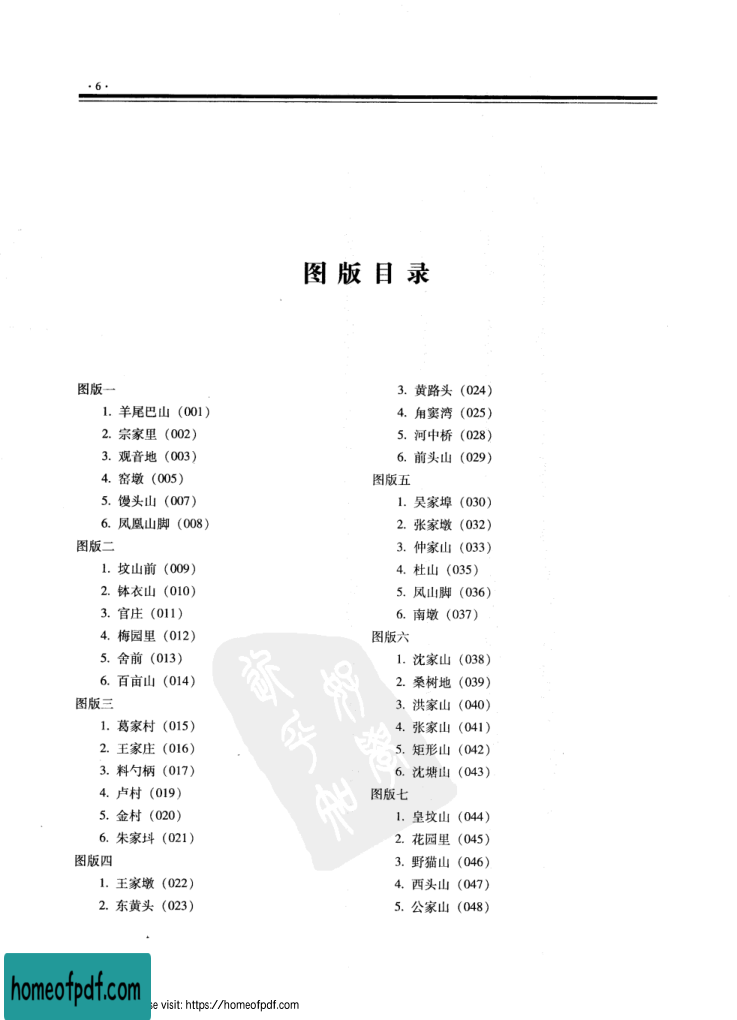 ·6·
图版目录
图版一
1. 羊尾巴山（001）
2. 宗家里（002）
3. 观音地（003）
4. 窑墩（005）
5. 馒头山（007）
6. 凤凰山脚（008）
图版二
1. 坟山前（009）
2. 钵衣山（010）
3. 官庄（011）
4. 梅园里（012）
5. 舍前（013）
6. 百亩山（014）
图版三
1. 葛家村（015）
2. 王家庄（016）
3. 料勺柄（017）
4. 卢村（019）
5. 金村（020）
6. 朱家抖（021）
图版四
1. 王家墩（022）
2. 东黄头（023）
3. 黄路头（024）
4. 角窦湾（025）
5. 河中桥（028）
6. 前头山（029）
图版五
1. 吴家埠（030）
2. 张家墩（032）
3. 仲家山（033）
4. 杜山（035）
5. 凤山脚（036）
6. 南墩（037）
图版六
1. 沈家山（038）
2. 桑树地（039）
3. 洪家山（040）
4. 张家山（041）
5. 矩形山（042）
6. 沈塘山（043）
图版七
1. 皇坟山（044）
2. 花园里（045）
3. 野猫山（046）
4. 西头山（047）
5. 公家山（048）
homeofpdf.com
se visit: https://homeofpdf.com